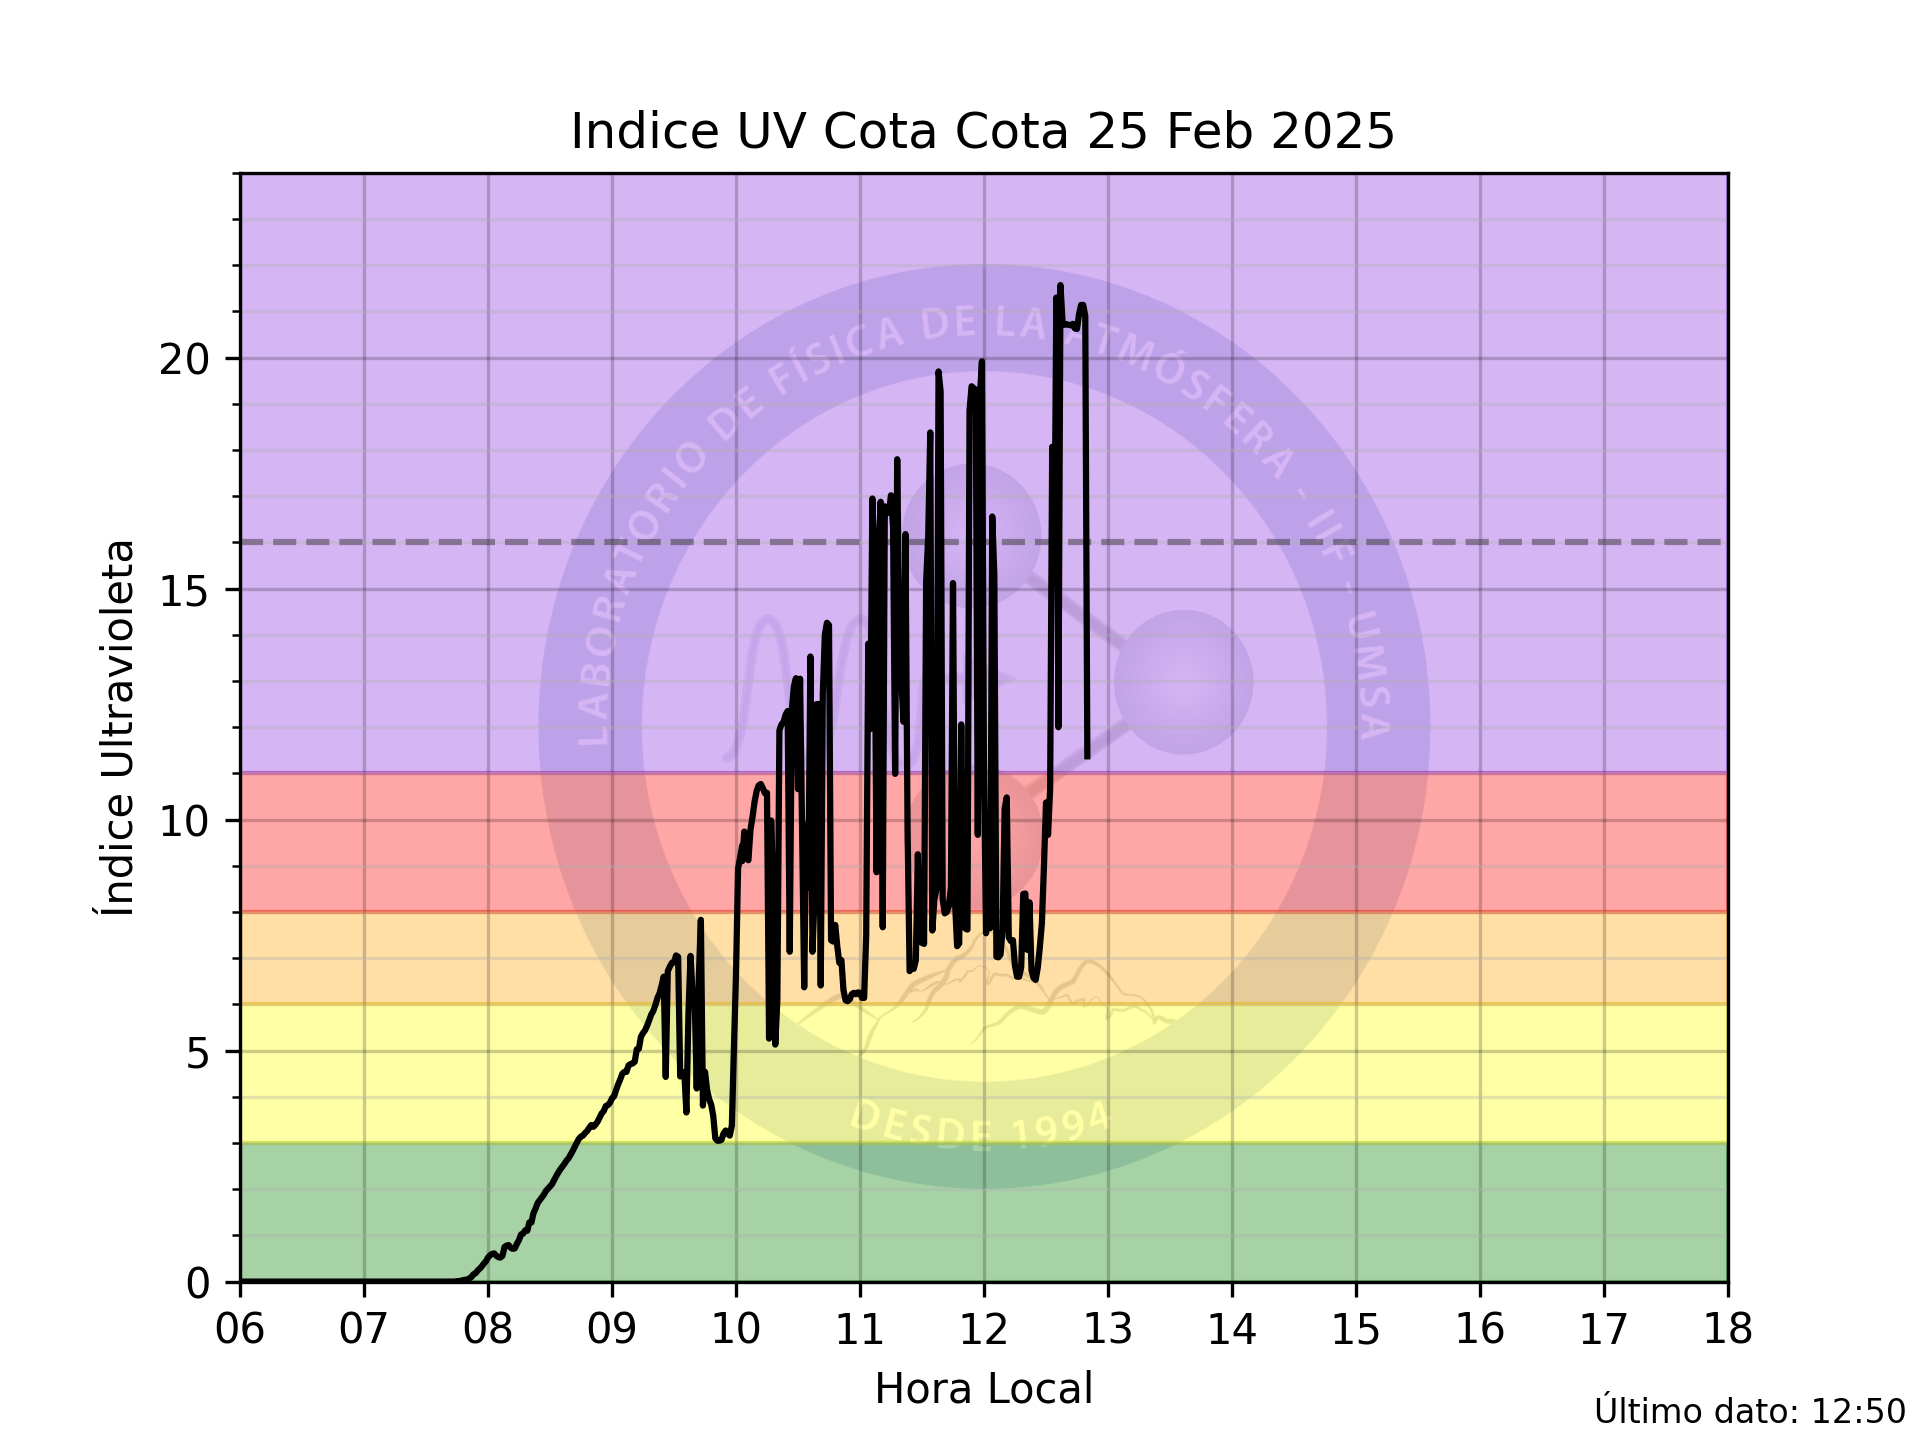 Indice UV Cota Cota 25 Feb 2025
20
15
10
5
0
Índice Ultravioleta
LABORATORIO DE FÍSICA DE LA ATMÓSFERA - IIF - UMSA
DESDE 1994
06 07 08 09 10 11 12 13 14 15 16 17 18
Hora Local
Último dato: 12:50